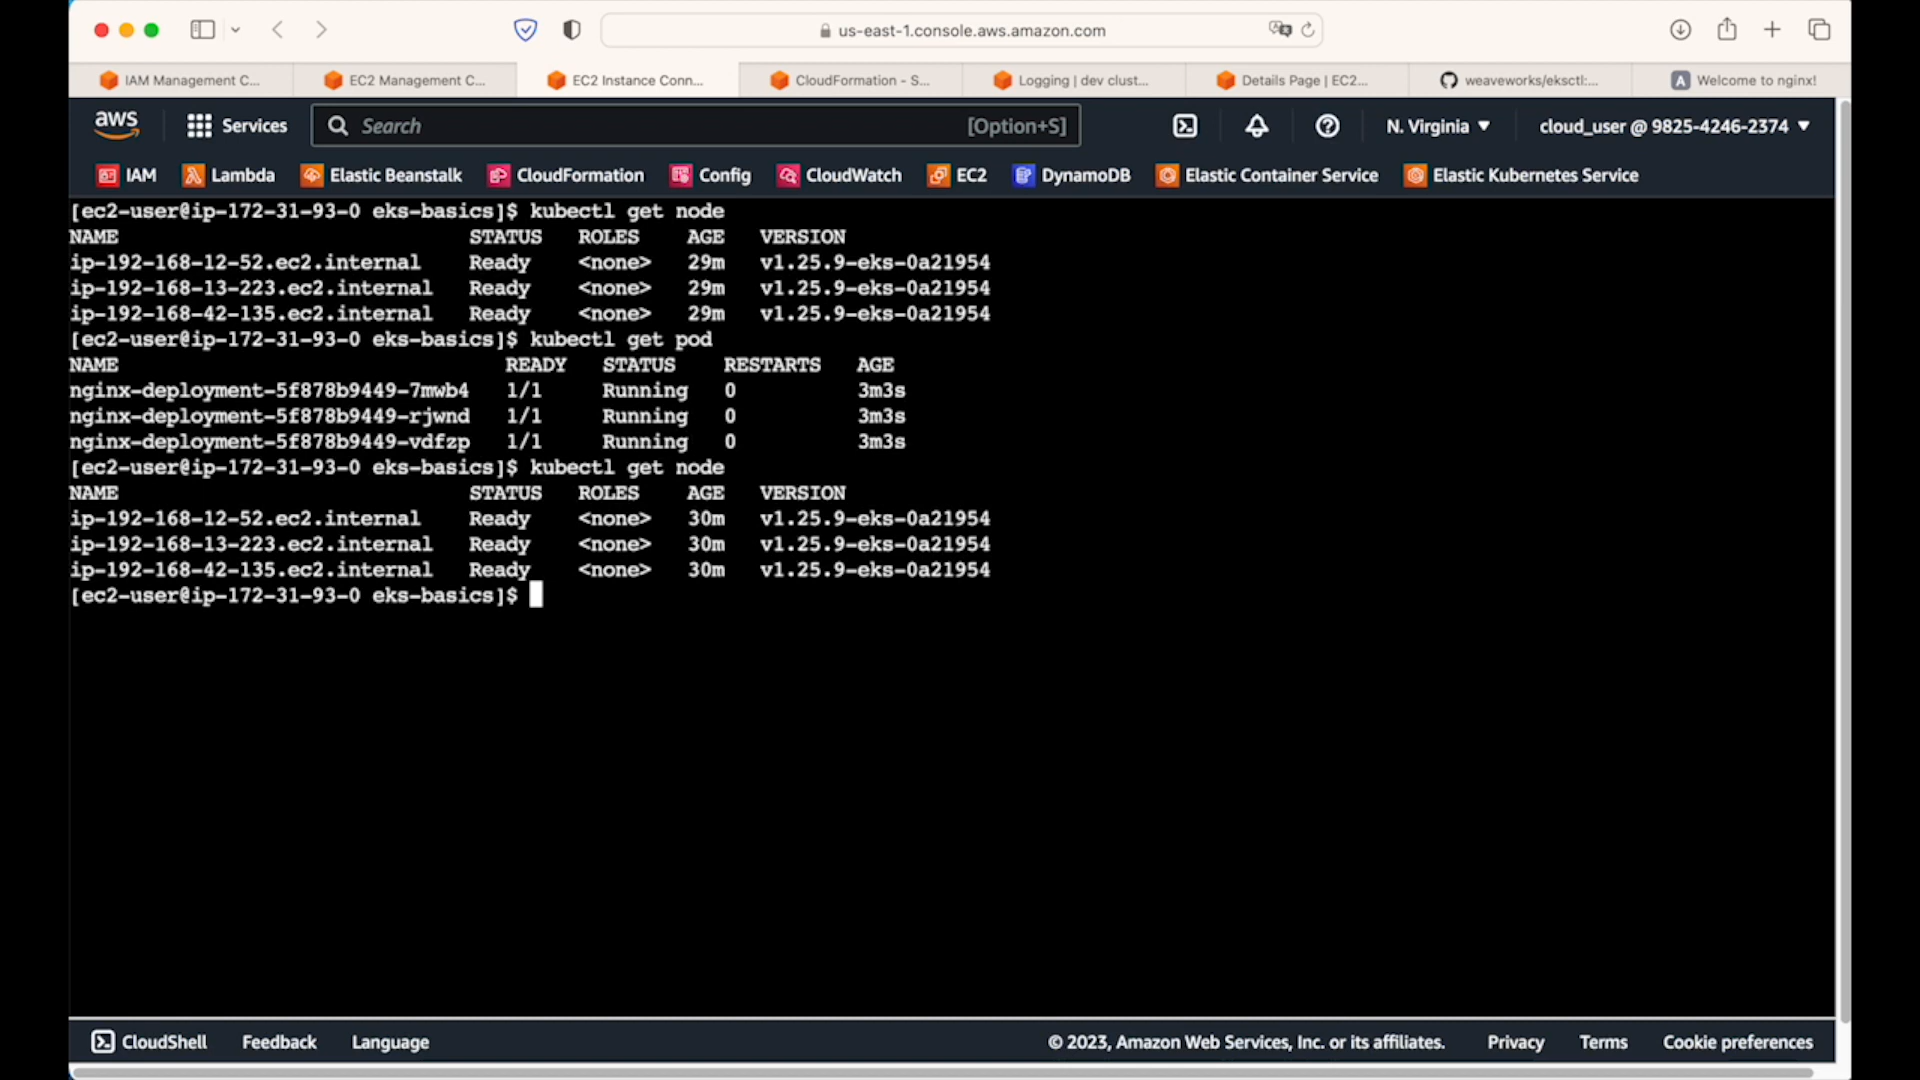 us-east-1.console.aws.amazon.com
IAM Management C...
EC2 Management C...
EC2 Instance Conn...
CloudFormation - S...
Logging | dev clust...
Details Page | EC2...
weaveworks/eksctl:...
A Welcome to nginx!
aws Services Search [Option+S] N. Virginia cloud_user @ 9825-4246-2374
IAM Lambda Elastic Beanstalk CloudFormation Config CloudWatch EC2 DynamoDB Elastic Container Service Elastic Kubernetes Service
[ec2-user@ip-172-31-93-0 eks-basics]$ kubectl get node
NAME STATUS ROLES AGE VERSION
ip-192-168-12-52.ec2.internal Ready <none> 29m v1.25.9-eks-0a21954
ip-192-168-13-223.ec2.internal Ready <none> 29m v1.25.9-eks-0a21954
ip-192-168-42-135.ec2.internal Ready <none> 29m v1.25.9-eks-0a21954
[ec2-user@ip-172-31-93-0 eks-basics]$ kubectl get pod
NAME READY STATUS RESTARTS AGE
nginx-deployment-5f878b9449-7mwb4 1/1 Running 0 3m3s
nginx-deployment-5f878b9449-rjwnd 1/1 Running 0 3m3s
nginx-deployment-5f878b9449-vdfzp 1/1 Running 0 3m3s
[ec2-user@ip-172-31-93-0 eks-basics]$ kubectl get node
NAME STATUS ROLES AGE VERSION
ip-192-168-12-52.ec2.internal Ready <none> 30m v1.25.9-eks-0a21954
ip-192-168-13-223.ec2.internal Ready <none> 30m v1.25.9-eks-0a21954
ip-192-168-42-135.ec2.internal Ready <none> 30m v1.25.9-eks-0a21954
[ec2-user@ip-172-31-93-0 eks-basics]$
CloudShell Feedback Language © 2023, Amazon Web Services, Inc. or its affiliates. Privacy Terms Cookie preferences